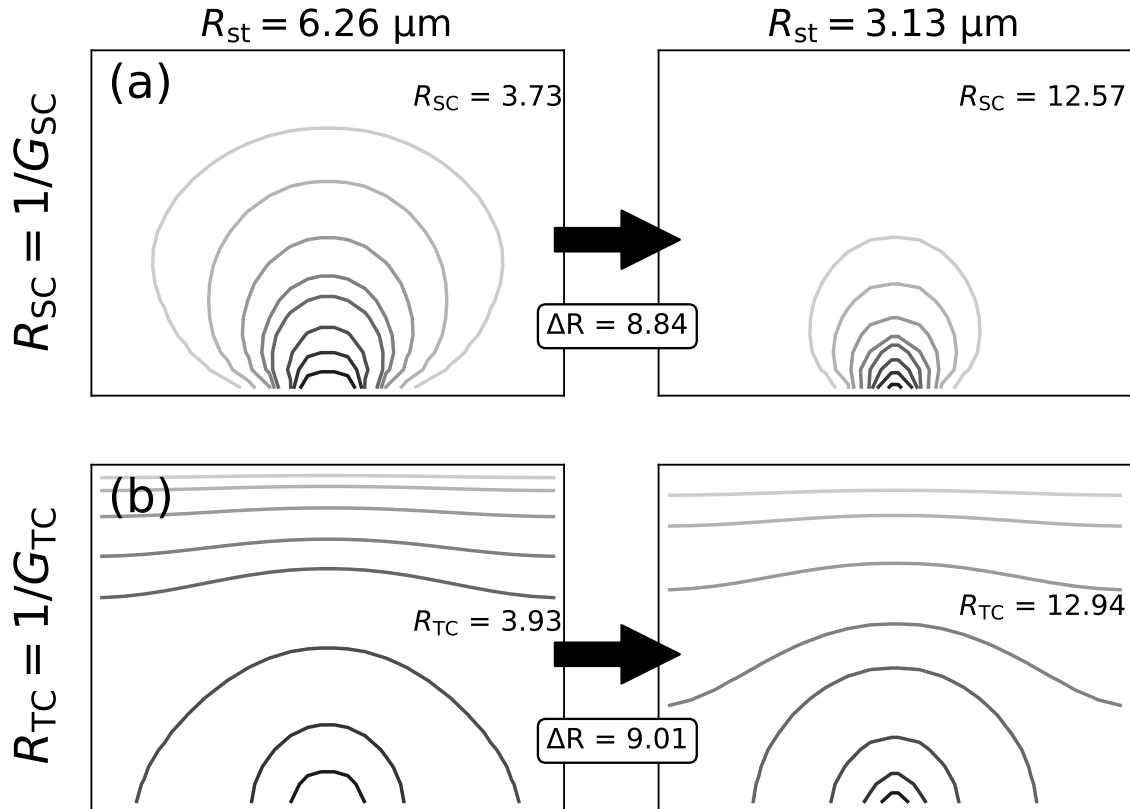 R_st = 6.26 µm
R_st = 3.13 µm
R_SC = 1/G_SC
(a)
R_SC = 3.73
R_SC = 12.57
ΔR = 8.84
R_TC = 1/G_TC
(b)
R_TC = 3.93
R_TC = 12.94
ΔR = 9.01